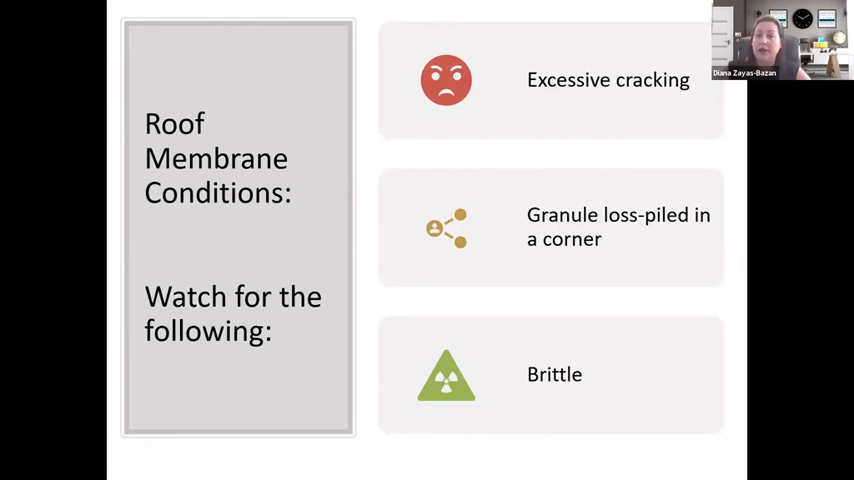 Roof
Membrane
Conditions:
Watch for the
following:
Excessive cracking
Granule loss-piled in
a corner
Brittle
Diana Zayas-Bazan